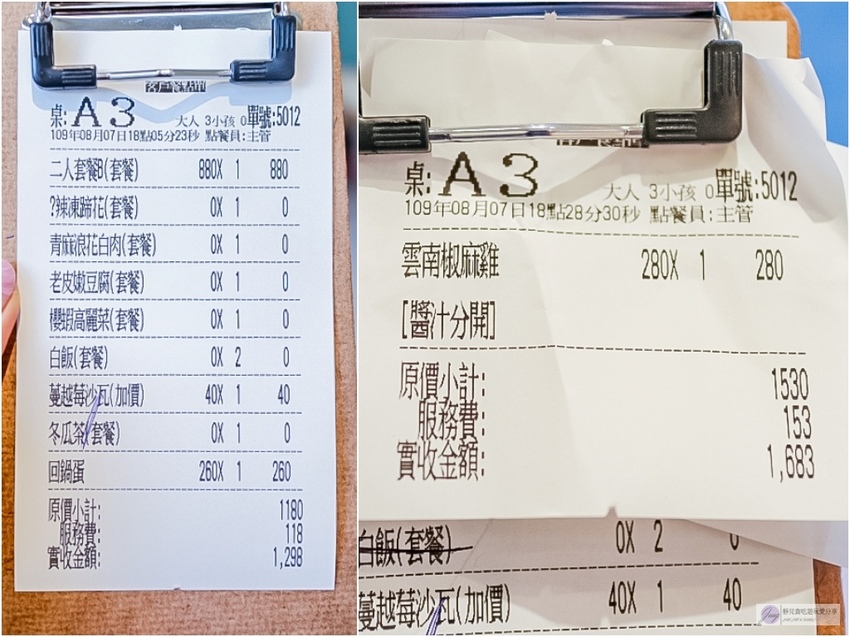 客戶餐點單
桌:A3 大人 3小孩 0單號:5012
109年08月07日18點05分23秒 點餐員:主管
二人套餐B(套餐) 880X 1 880
?辣凍蹄花(套餐) 0X 1 0
青麻浪花白肉(套餐) 0X 1 0
老皮嫩豆腐(套餐) 0X 1 0
櫻蝦高麗菜(套餐) 0X 1 0
白飯(套餐) 0X 2 0
蔓越莓沙瓦(加價) 40X 1 40
冬瓜茶(套餐) 0X 1 0
回鍋蛋 260X 1 260
原價小計: 1180
服務費: 118
實收金額: 1,298
桌:A3 大人 3小孩 0單號:5012
109年08月07日18點28分30秒 點餐員:主管
雲南椒麻雞 280X 1 280
[醬汁分開]
原價小計: 1530
服務費: 153
實收金額: 1,683
白飯(套餐) 0X 2 0
蔓越莓沙瓦(加價) 40X 1 40